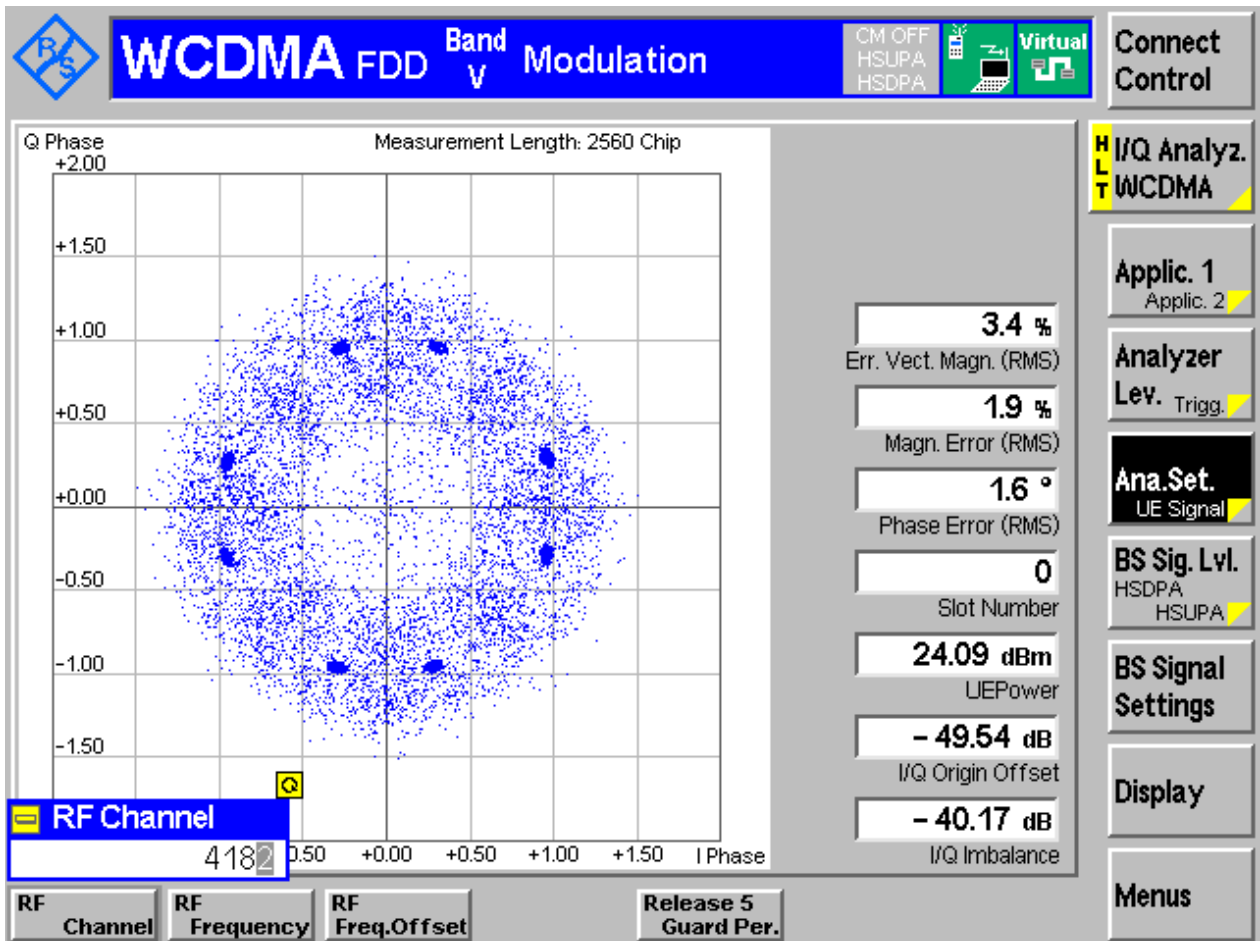 R&S
WCDMA FDD Band V Modulation
CM OFF
HSUPA
HSDPA
Virtual
Connect Control
Q Phase
Measurement Length: 2560 Chip
+2.00
+1.50
+1.00
+0.50
+0.00
-0.50
-1.00
-1.50
Q
RF Channel
4182
0.50 +0.00 +0.50 +1.00 +1.50 I Phase
3.4 %
Err. Vect. Magn. (RMS)
1.9 %
Magn. Error (RMS)
1.6 °
Phase Error (RMS)
0
Slot Number
24.09 dBm
UEPower
- 49.54 dB
I/Q Origin Offset
- 40.17 dB
I/Q Imbalance
HLT
I/Q Analyz.
WCDMA
Applic. 1
Applic. 2
Analyzer
Lev. Trigg.
Ana.Set.
UE Signal
BS Sig. Lvl.
HSDPA
HSUPA
BS Signal
Settings
Display
Menus
RF
Channel
RF
Frequency
RF
Freq.Offset
Release 5
Guard Per.